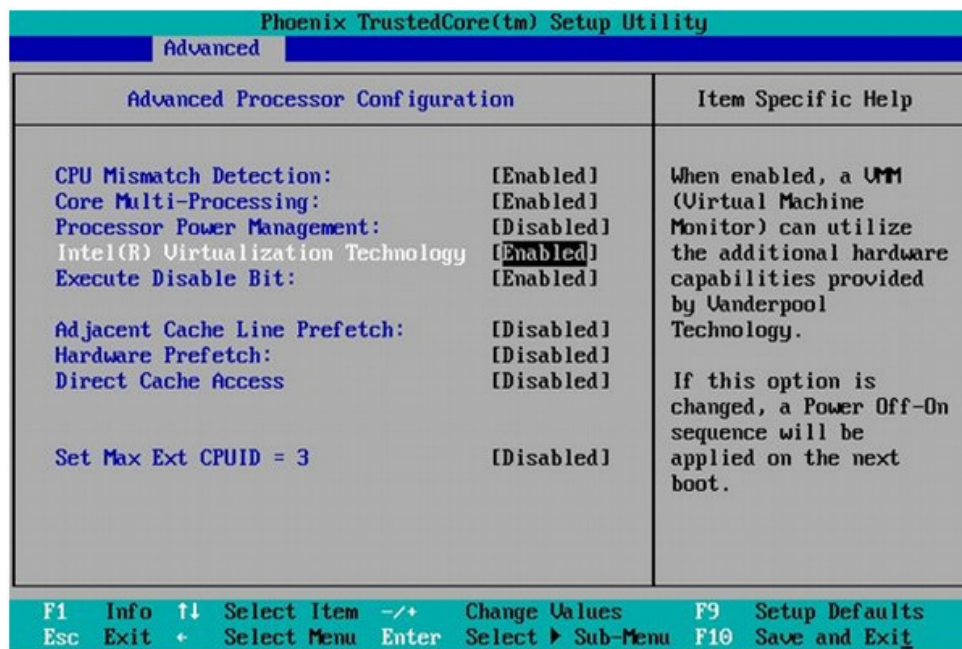 Phoenix TrustedCore(tm) Setup Utility
Advanced
Advanced Processor Configuration
Item Specific Help
CPU Mismatch Detection: [Enabled]
Core Multi-Processing: [Enabled]
Processor Power Management: [Disabled]
Intel(R) Virtualization Technology [Enabled]
Execute Disable Bit: [Enabled]
Adjacent Cache Line Prefetch: [Disabled]
Hardware Prefetch: [Disabled]
Direct Cache Access [Disabled]
Set Max Ext CPUID = 3 [Disabled]
When enabled, a VMM
(Virtual Machine
Monitor) can utilize
the additional hardware
capabilities provided
by Vanderpool
Technology.
If this option is
changed, a Power Off-On
sequence will be
applied on the next
boot.
F1 Info ↑↓ Select Item -/+ Change Values F9 Setup Defaults
Esc Exit ← Select Menu Enter Select ▶ Sub-Menu F10 Save and Exit